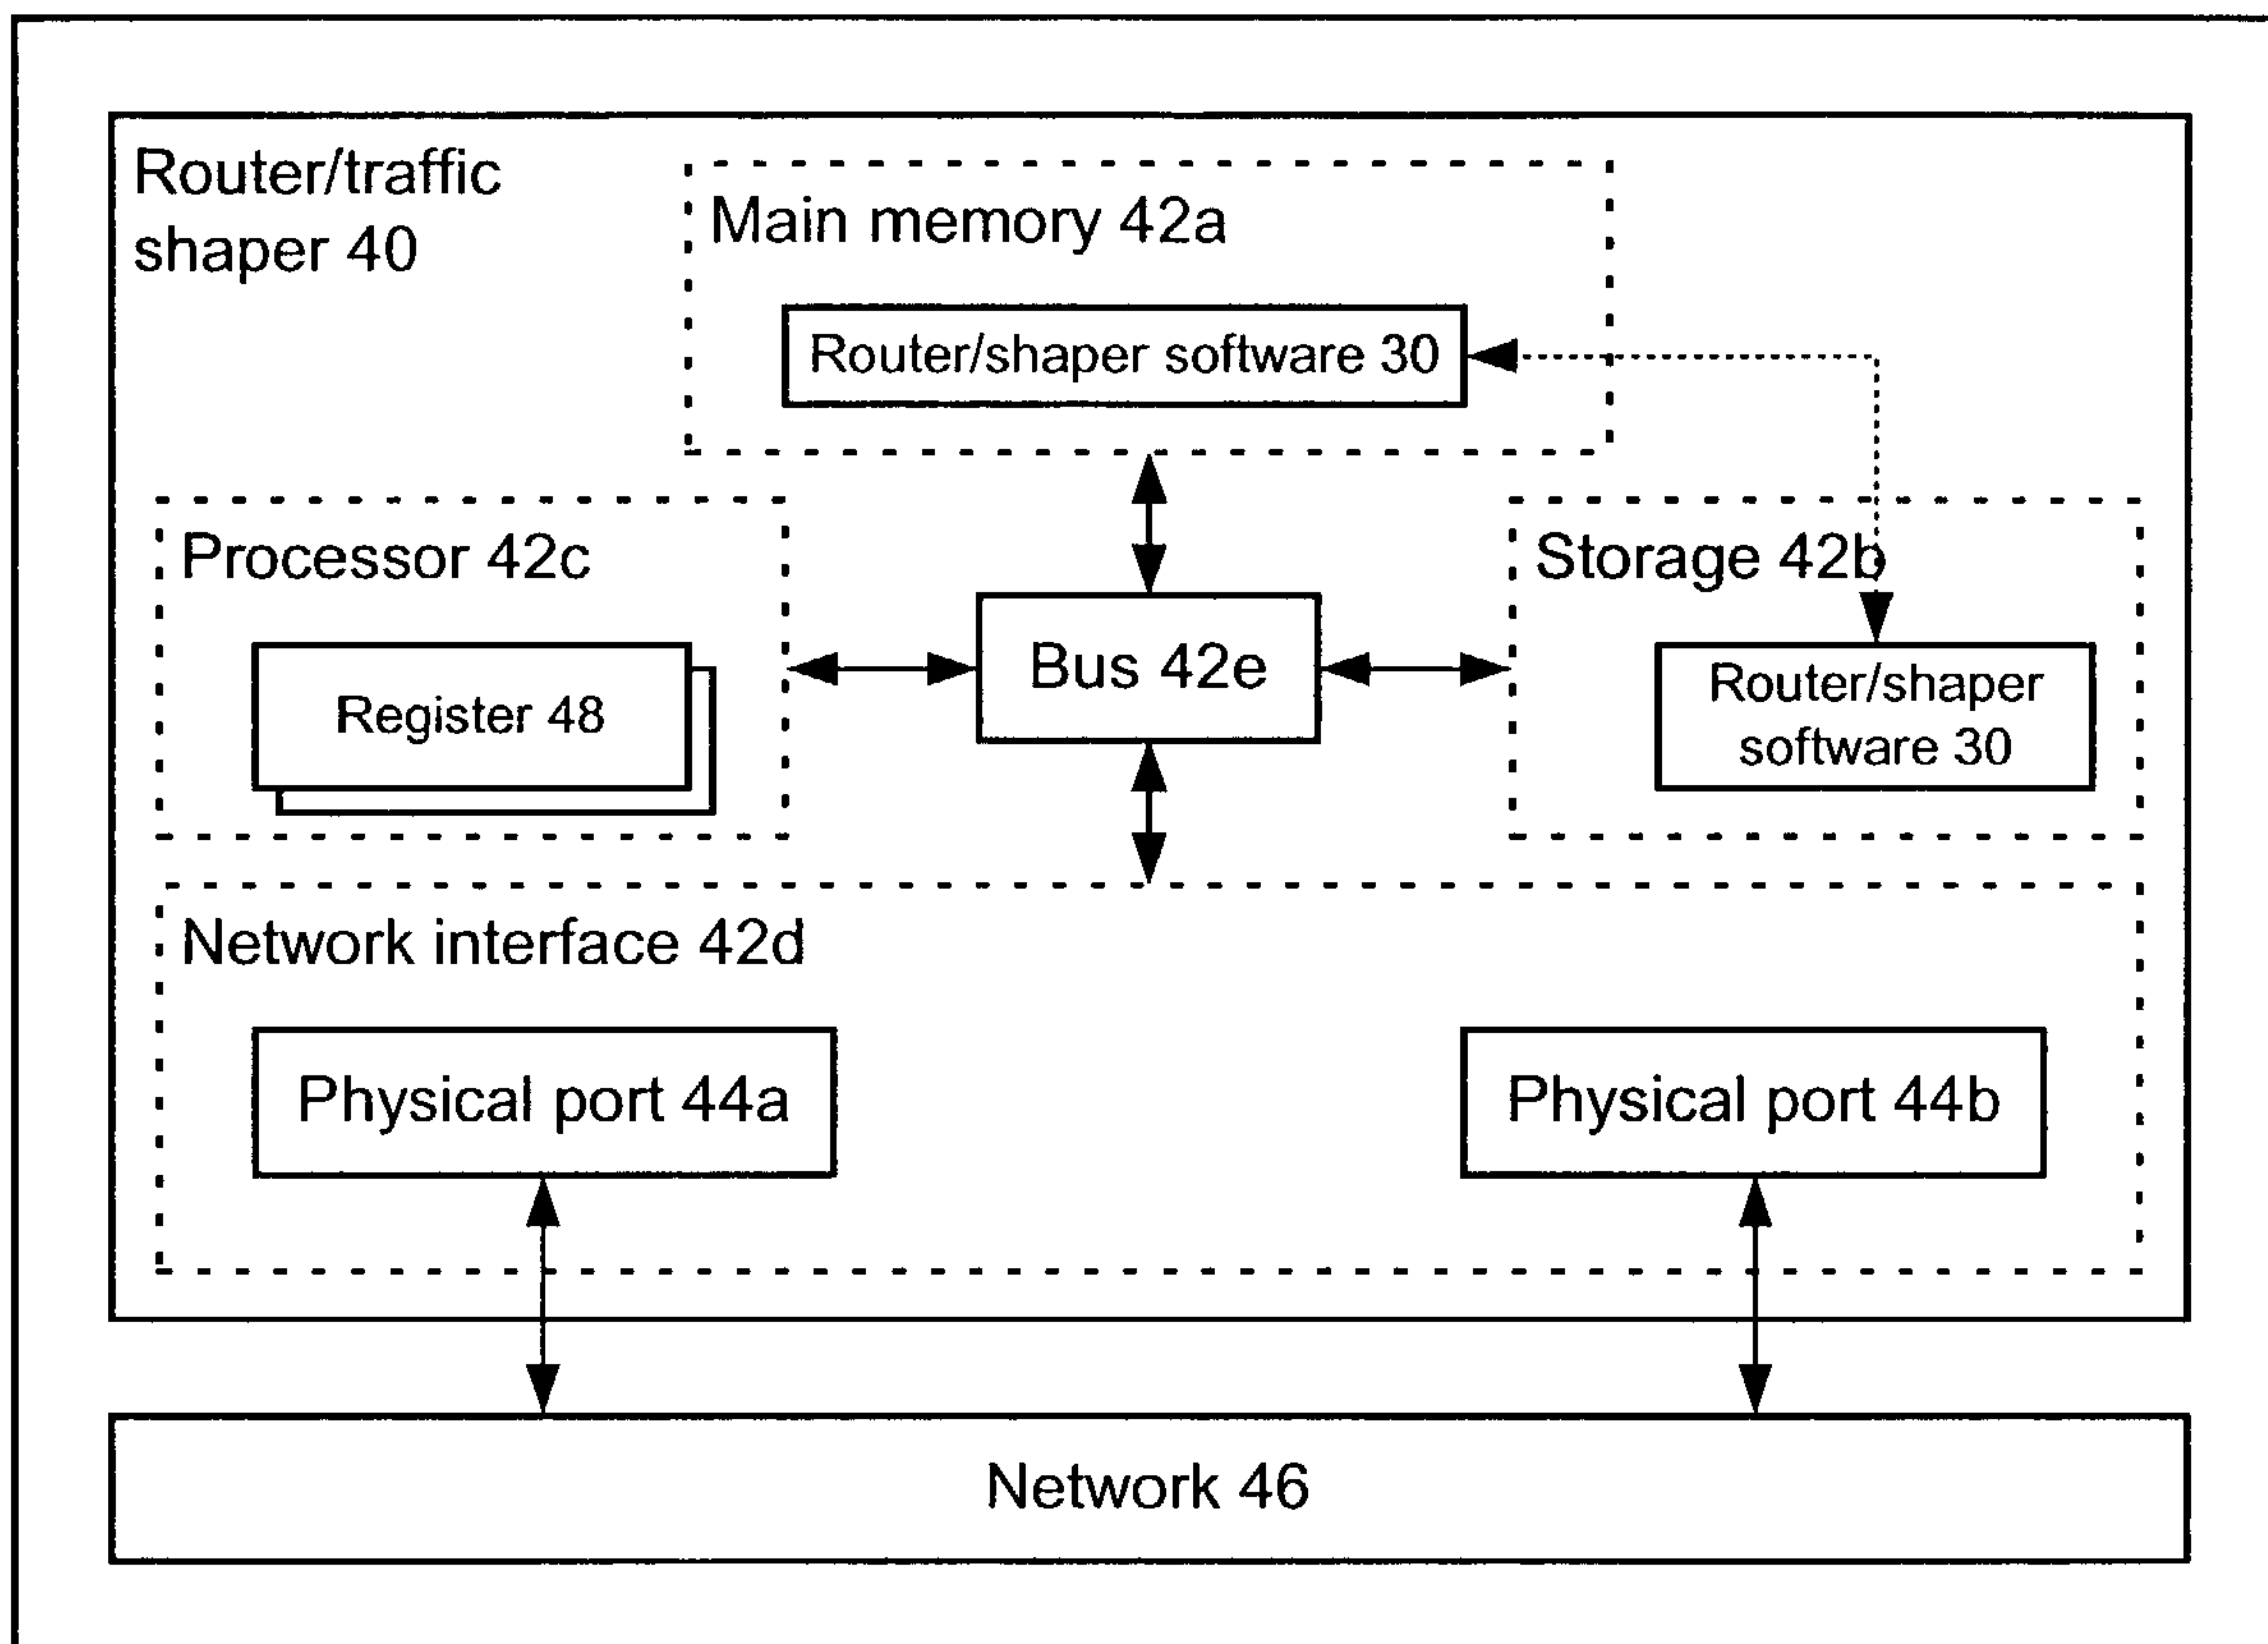 Router/traffic
shaper 40
Main memory 42a
Router/shaper software 30
Processor 42c
Register 48
Bus 42e
Storage 42b
Router/shaper
software 30
Network interface 42d
Physical port 44a
Physical port 44b
Network 46